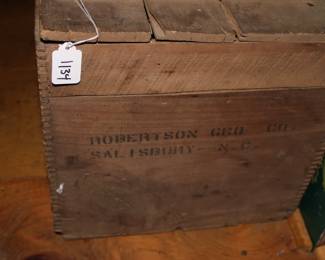 1134
ROBERTSON GRO. CO.
SALISBURY - N.C.